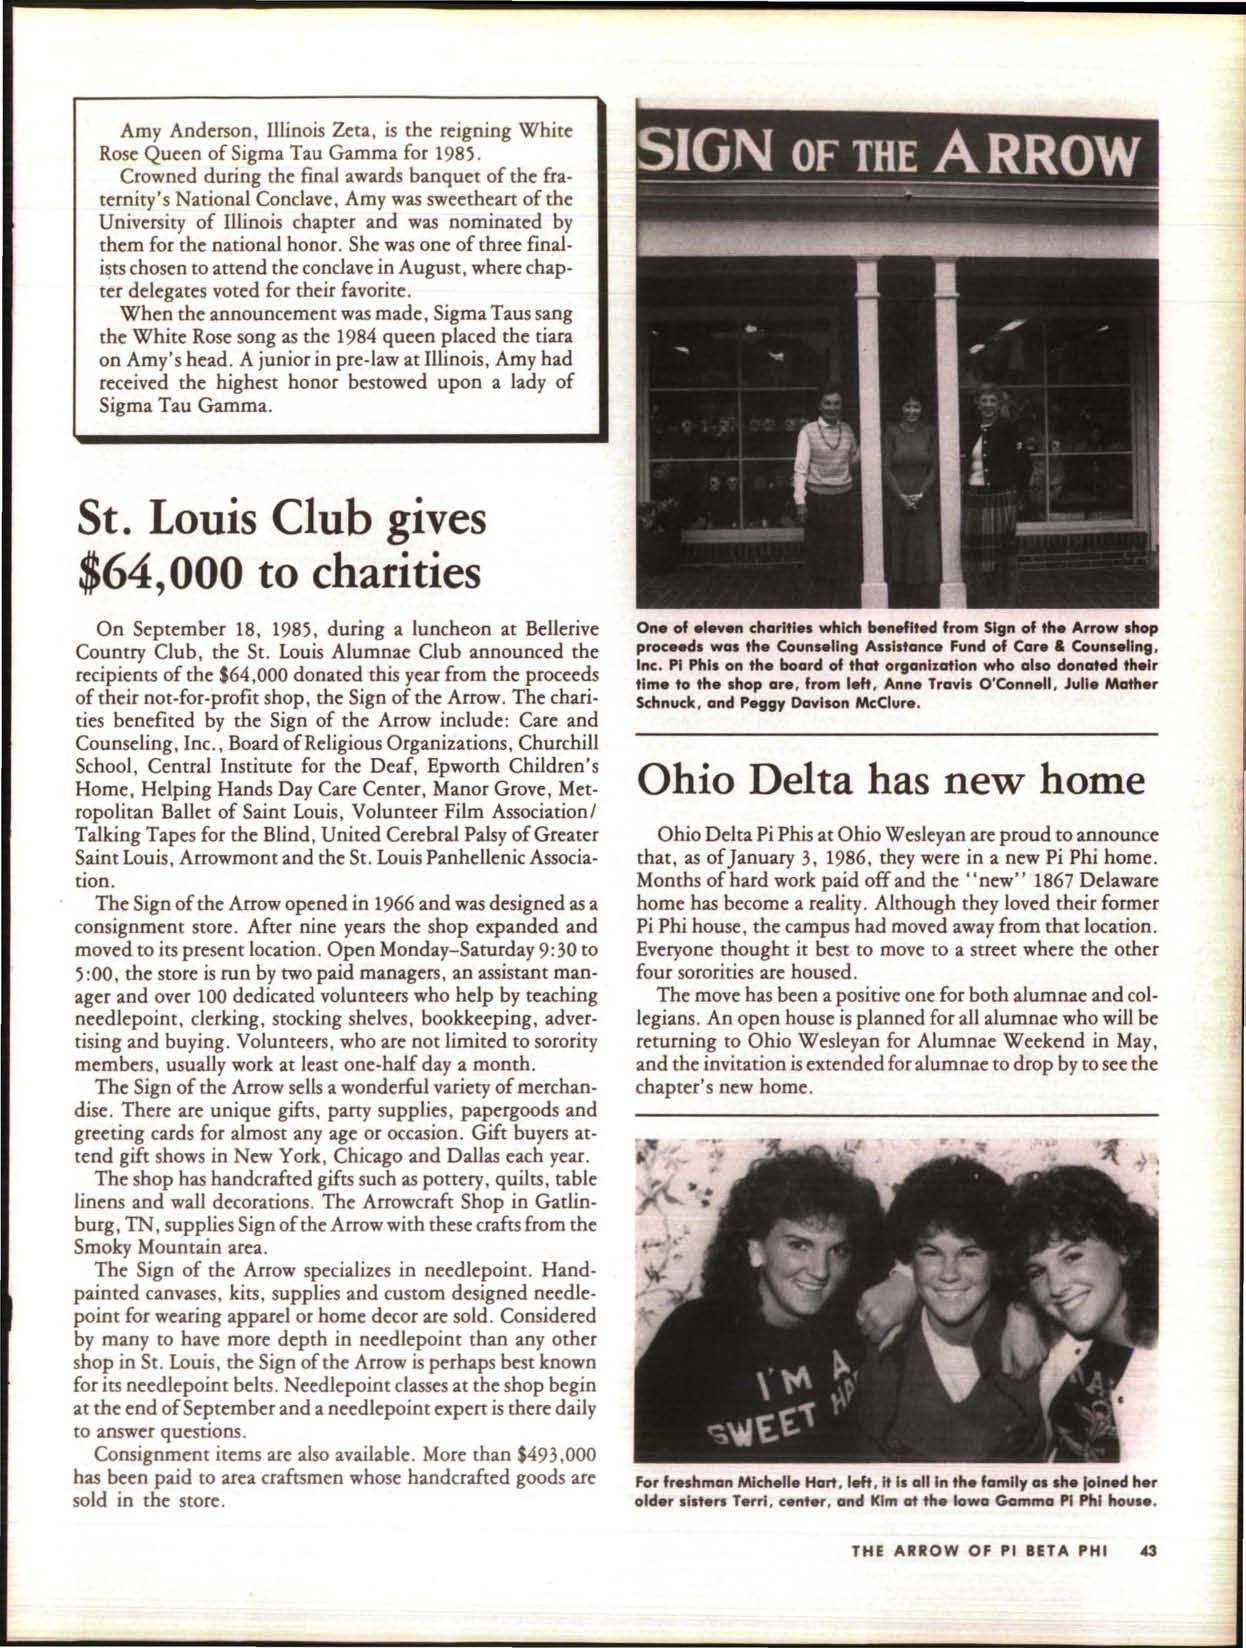 Amy Anderson, Illinois Zeta, is the reigning White
Rose Queen of Sigma Tau Gamma for 1985.
Crowned during the final awards banquet of the fra-
ternity's National Conclave, Amy was sweetheart of the
University of Illinois chapter and was nominated by
them for the national honor. She was one of three final-
ists chosen to attend the conclave in August, where chap-
ter delegates voted for their favorite.
When the announcement was made, Sigma Taus sang
the White Rose song as the 1984 queen placed the tiara
on Amy's head. A junior in pre-law at Illinois, Amy had
received the highest honor bestowed upon a lady of
Sigma Tau Gamma.
St. Louis Club gives
$64,000 to charities
On September 18, 1985, during a luncheon at Bellerive
Country Club, the St. Louis Alumnae Club announced the
recipients of the $64,000 donated this year from the proceeds
of their not-for-profit shop, the Sign of the Arrow. The chari-
ties benefited by the Sign of the Arrow include: Care and
Counseling, Inc., Board of Religious Organizations, Churchill
School, Central Institute for the Deaf, Epworth Children's
Home, Helping Hands Day Care Center, Manor Grove, Met-
ropolitan Ballet of Saint Louis, Volunteer Film Association/
Talking Tapes for the Blind, United Cerebral Palsy of Greater
Saint Louis, Arrowmont and the St. Louis Panhellenic Associa-
tion.
The Sign of the Arrow opened in 1966 and was designed as a
consignment store. After nine years the shop expanded and
moved to its present location. Open Monday–Saturday 9:30 to
5:00, the store is run by two paid managers, an assistant man-
ager and over 100 dedicated volunteers who help by teaching
needlepoint, clerking, stocking shelves, bookkeeping, adver-
tising and buying. Volunteers, who are not limited to sorority
members, usually work at least one-half day a month.
The Sign of the Arrow sells a wonderful variety of merchan-
dise. There are unique gifts, party supplies, papergoods and
greeting cards for almost any age or occasion. Gift buyers at-
tend gift shows in New York, Chicago and Dallas each year.
The shop has handcrafted gifts such as pottery, quilts, table
linens and wall decorations. The Arrowcraft Shop in Gatlin-
burg, TN, supplies Sign of the Arrow with these crafts from the
Smoky Mountain area.
The Sign of the Arrow specializes in needlepoint. Hand-
painted canvases, kits, supplies and custom designed needle-
point for wearing apparel or home decor are sold. Considered
by many to have more depth in needlepoint than any other
shop in St. Louis, the Sign of the Arrow is perhaps best known
for its needlepoint belts. Needlepoint classes at the shop begin
at the end of September and a needlepoint expert is there daily
to answer questions.
Consignment items are also available. More than $493,000
has been paid to area craftsmen whose handcrafted goods are
sold in the store.
SIGN OF THE ARROW
One of eleven charities which benefited from Sign of the Arrow shop
proceeds was the Counseling Assistance Fund of Care & Counseling,
Inc. Pi Phis on the board of that organization who also donated their
time to the shop are, from left, Anne Travis O'Connell, Julie Mather
Schnuck, and Peggy Davison McClure.
Ohio Delta has new home
Ohio Delta Pi Phis at Ohio Wesleyan are proud to announce
that, as of January 3, 1986, they were in a new Pi Phi home.
Months of hard work paid off and the ''new'' 1867 Delaware
home has become a reality. Although they loved their former
Pi Phi house, the campus had moved away from that location.
Everyone thought it best to move to a street where the other
four sororities are housed.
The move has been a positive one for both alumnae and col-
legians. An open house is planned for all alumnae who will be
returning to Ohio Wesleyan for Alumnae Weekend in May,
and the invitation is extended for alumnae to drop by to see the
chapter's new home.
I'M A
SWEET HA
For freshman Michelle Hart, left, it is all in the family as she joined her
older sisters Terri, center, and Kim at the Iowa Gamma Pi Phi house.
THE ARROW OF PI BETA PHI 43